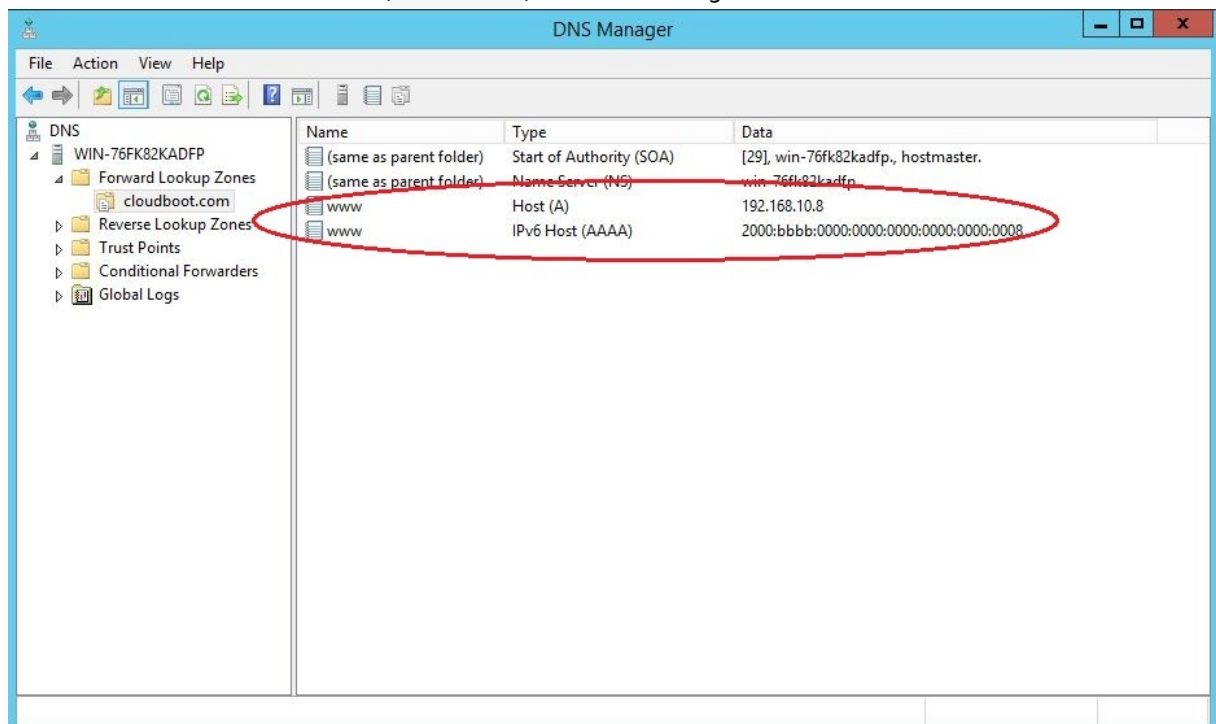 DNS Manager
File Action View Help
DNS
WIN-76FK82KADFP
Forward Lookup Zones
cloudboot.com
Reverse Lookup Zones
Trust Points
Conditional Forwarders
Global Logs
Name Type Data
(same as parent folder) Start of Authority (SOA) [29], win-76fk82kadfp., hostmaster.
(same as parent folder) Name Server (NS) win-76fk82kadfp.
www Host (A) 192.168.10.8
www IPv6 Host (AAAA) 2000:bbbb:0000:0000:0000:0000:0000:0008